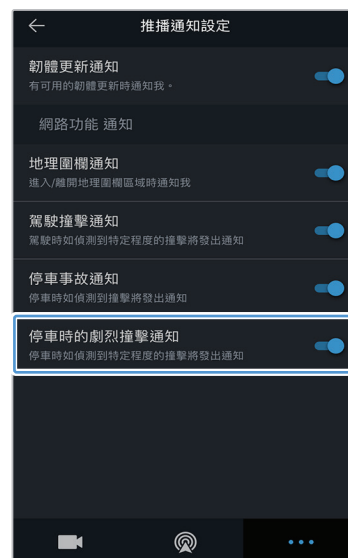 推播通知設定
韌體更新通知
有可用的韌體更新時通知我。
網路功能 通知
地理圍欄通知
進入/離開地理圍欄區域時通知我
駕駛撞擊通知
駕駛時如偵測到特定程度的撞擊將發出通知
停車事故通知
停車時如偵測到撞擊將發出通知
停車時的劇烈撞擊通知
停車時如偵測到特定程度的撞擊將發出通知